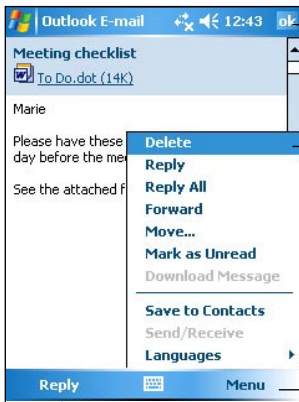 Outlook E-mail 12:43 ok
Meeting checklist
To Do.dot (14K)
Marie
Please have these
day before the mee
See the attached f
Delete
Reply
Reply All
Forward
Move...
Mark as Unread
Download Message
Save to Contacts
Send/Receive
Languages
Reply Menu